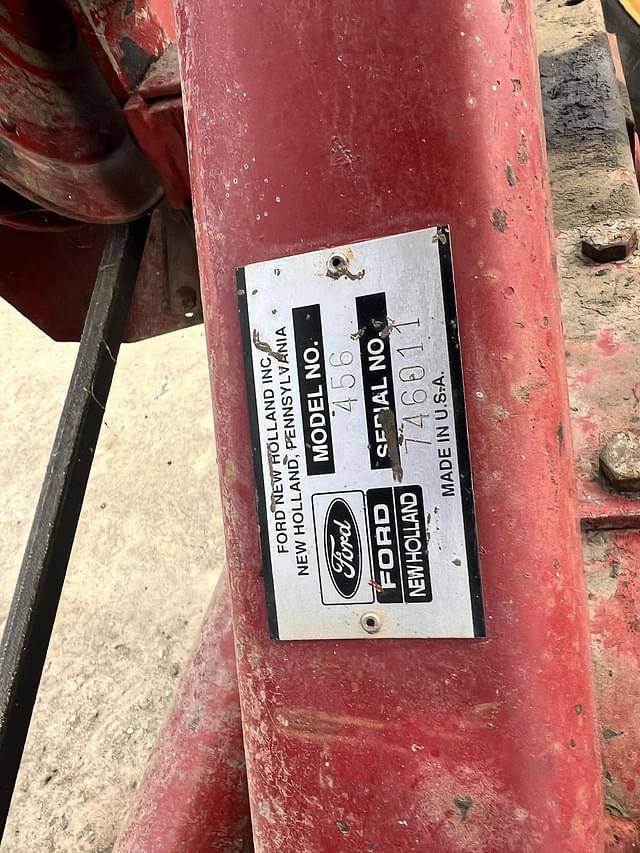 FORD NEW HOLLAND INC.
NEW HOLLAND, PENNSYLVANIA
MODEL NO.
456
SERIAL NO.
746011
MADE IN U.S.A.
Ford
FORD
NEW HOLLAND